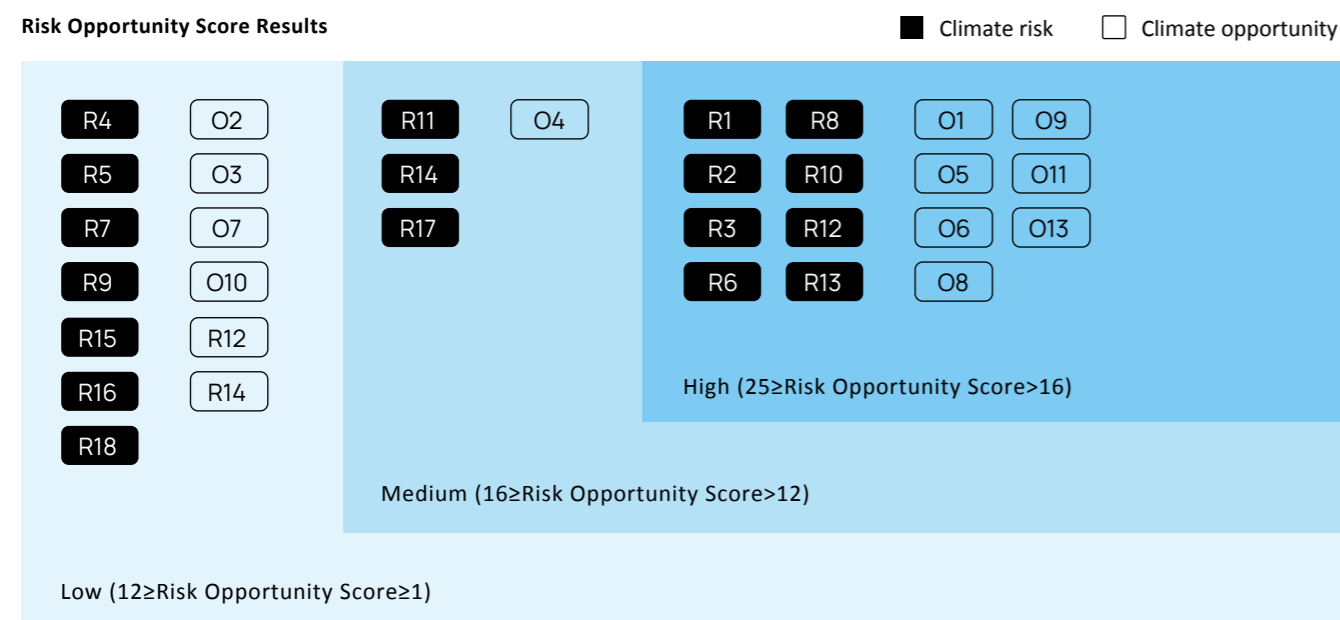 Risk Opportunity Score Results
Climate risk
Climate opportunity
R4 O2
R5 O3
R7 O7
R9 O10
R15 R12
R16 R14
R18
Low (12≥Risk Opportunity Score≥1)
R11 O4
R14
R17
Medium (16≥Risk Opportunity Score>12)
R1 R8 O1 O9
R2 R10 O5 O11
R3 R12 O6 O13
R6 R13 O8
High (25≥Risk Opportunity Score>16)